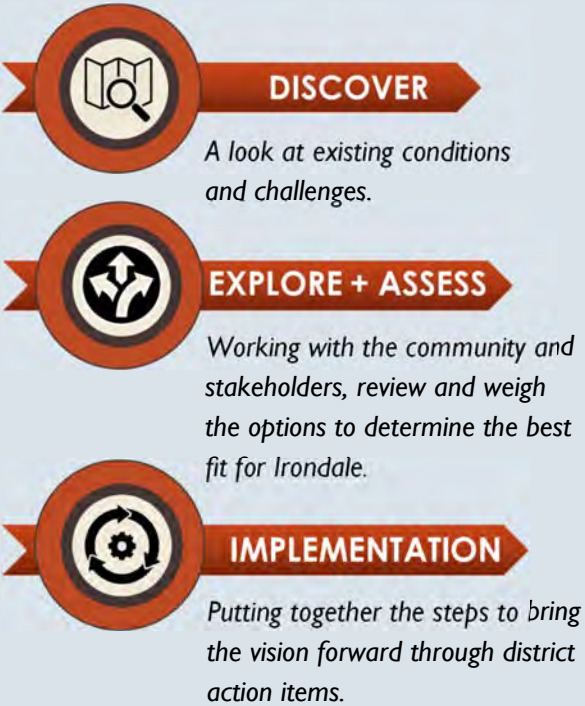 DISCOVER
A look at existing conditions
and challenges.
EXPLORE + ASSESS
Working with the community and
stakeholders, review and weigh
the options to determine the best
fit for Irondale.
IMPLEMENTATION
Putting together the steps to bring
the vision forward through district
action items.